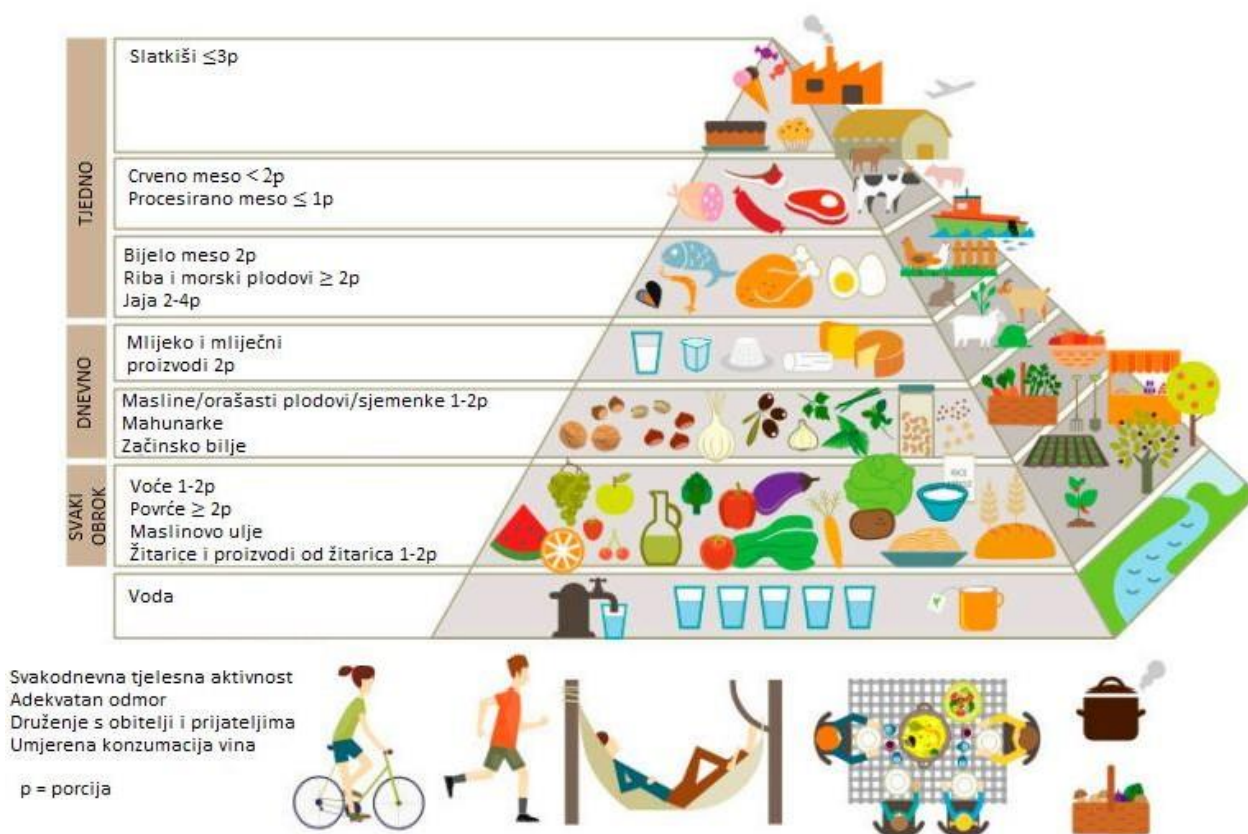 TJEDNO
Slatkiši ≤3p
Crveno meso < 2p
Procesirano meso ≤ 1p
Bijelo meso 2p
Riba i morski plodovi ≥ 2p
Jaja 2-4p
DNEVNO
Mlijeko i mliječni
proizvodi 2p
Masline/orašasti plodovi/sjemenke 1-2p
Mahunarke
Začinsko bilje
SVAKI
OBROK
Voće 1-2p
Povrće ≥ 2p
Maslinovo ulje
Žitarice i proizvodi od žitarica 1-2p
RICE
Voda
Svakodnevna tjelesna aktivnost
Adekvatan odmor
Druženje s obitelji i prijateljima
Umjerena konzumacija vina
p = porcija